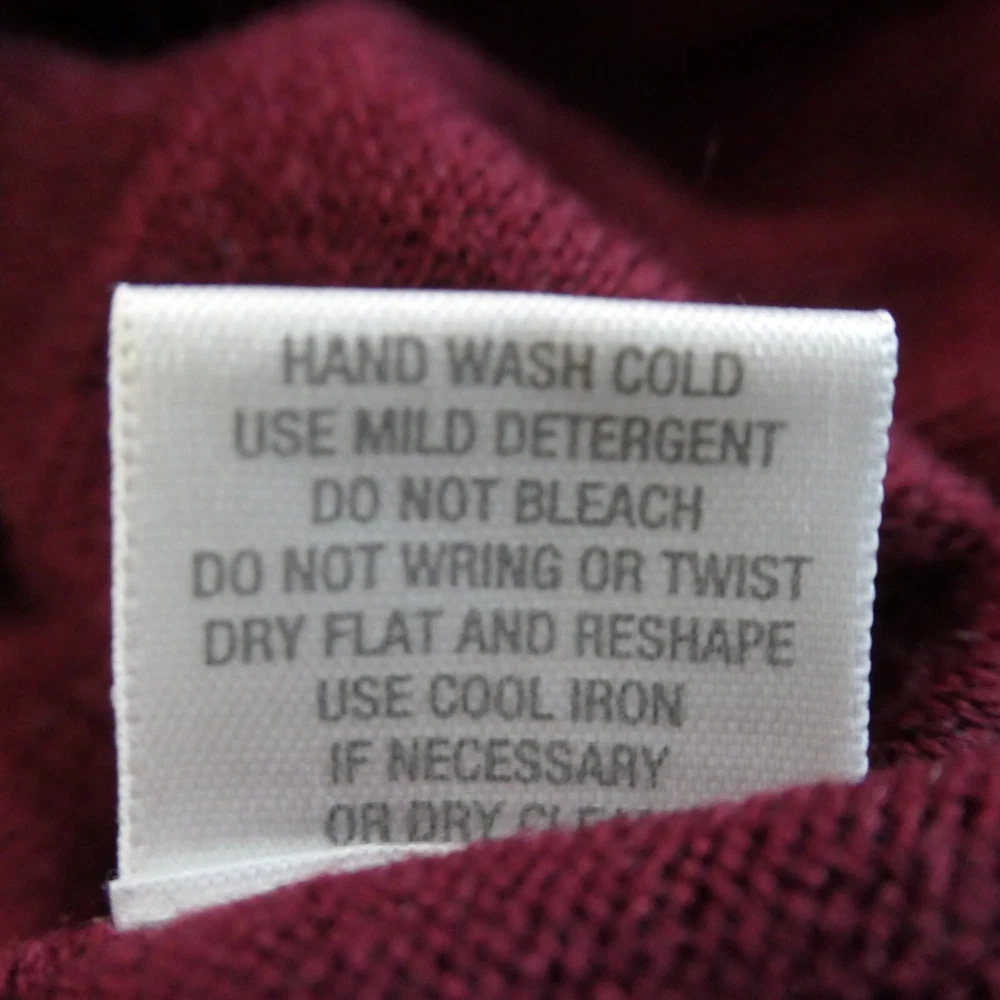 HAND WASH COLD
USE MILD DETERGENT
DO NOT BLEACH
DO NOT WRING OR TWIST
DRY FLAT AND RESHAPE
USE COOL IRON
IF NECESSARY
OR DRY CLEAN